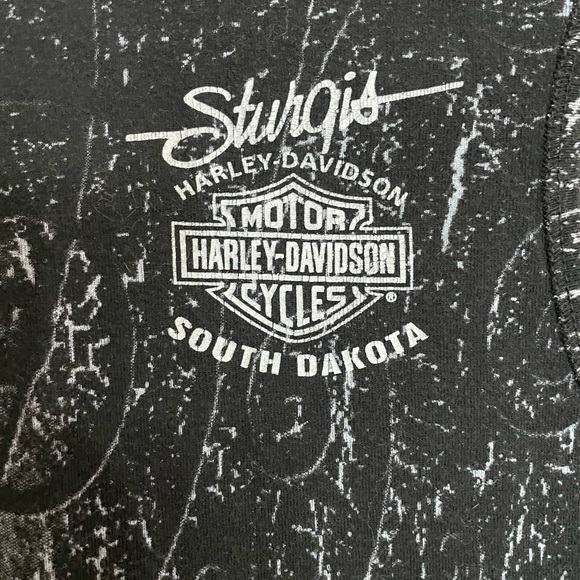 Sturgis
HARLEY-DAVIDSON
MOTOR
HARLEY-DAVIDSON
CYCLES ®
SOUTH DAKOTA